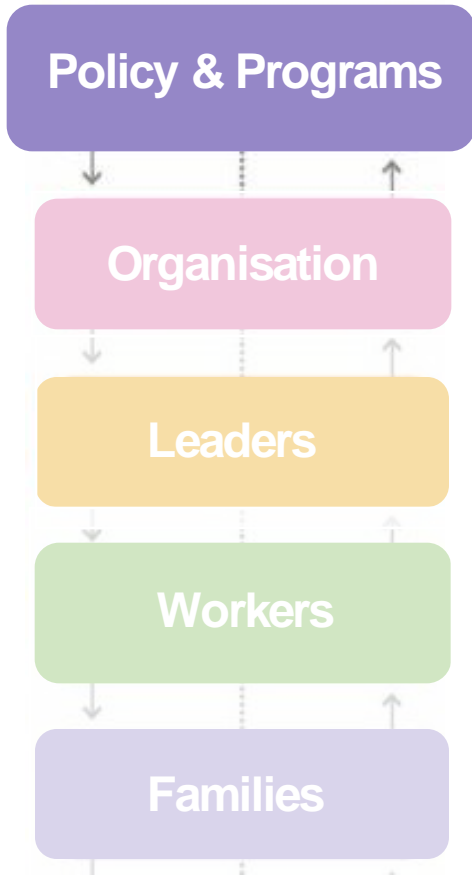 Policy & Programs
Organisation
Leaders
Workers
Families